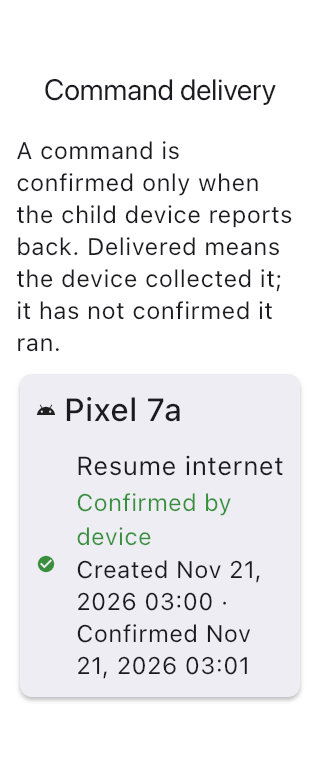 Command delivery
A command is
confirmed only when
the child device reports
back. Delivered means
the device collected it;
it has not confirmed it
ran.
Pixel 7a
Resume internet
Confirmed by
device
Created Nov 21,
2026 03:00 ·
Confirmed Nov
21, 2026 03:01